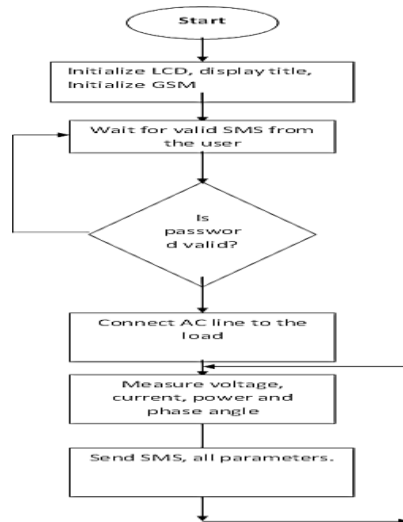 Start
Initialize LCD, display title,
Initialize GSM
Wait for valid SMS from
the user
Is
passwor
d valid?
Connect AC line to the
load
Measure voltage,
current, power and
phase angle
Send SMS, all parameters.